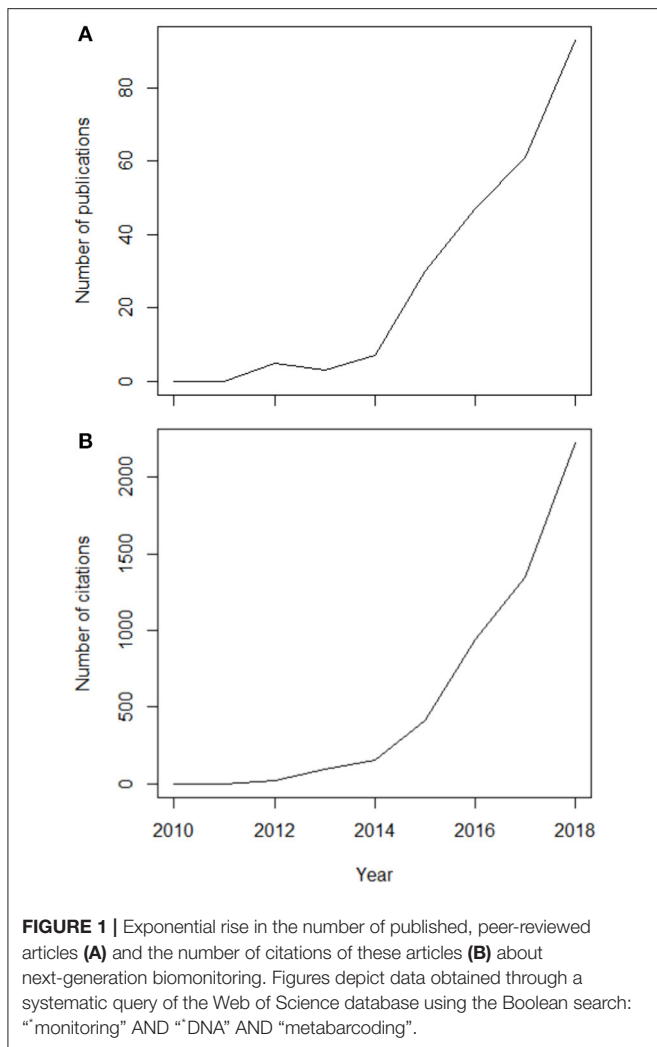 A
Number of publications
80
60
40
20
0
B
Number of citations
2000
1500
1000
500
0
2010 2012 2014 2016 2018
Year
FIGURE 1 | Exponential rise in the number of published, peer-reviewed
articles (A) and the number of citations of these articles (B) about
next-generation biomonitoring. Figures depict data obtained through a
systematic query of the Web of Science database using the Boolean search:
“*monitoring” AND “*DNA” AND “metabarcoding”.